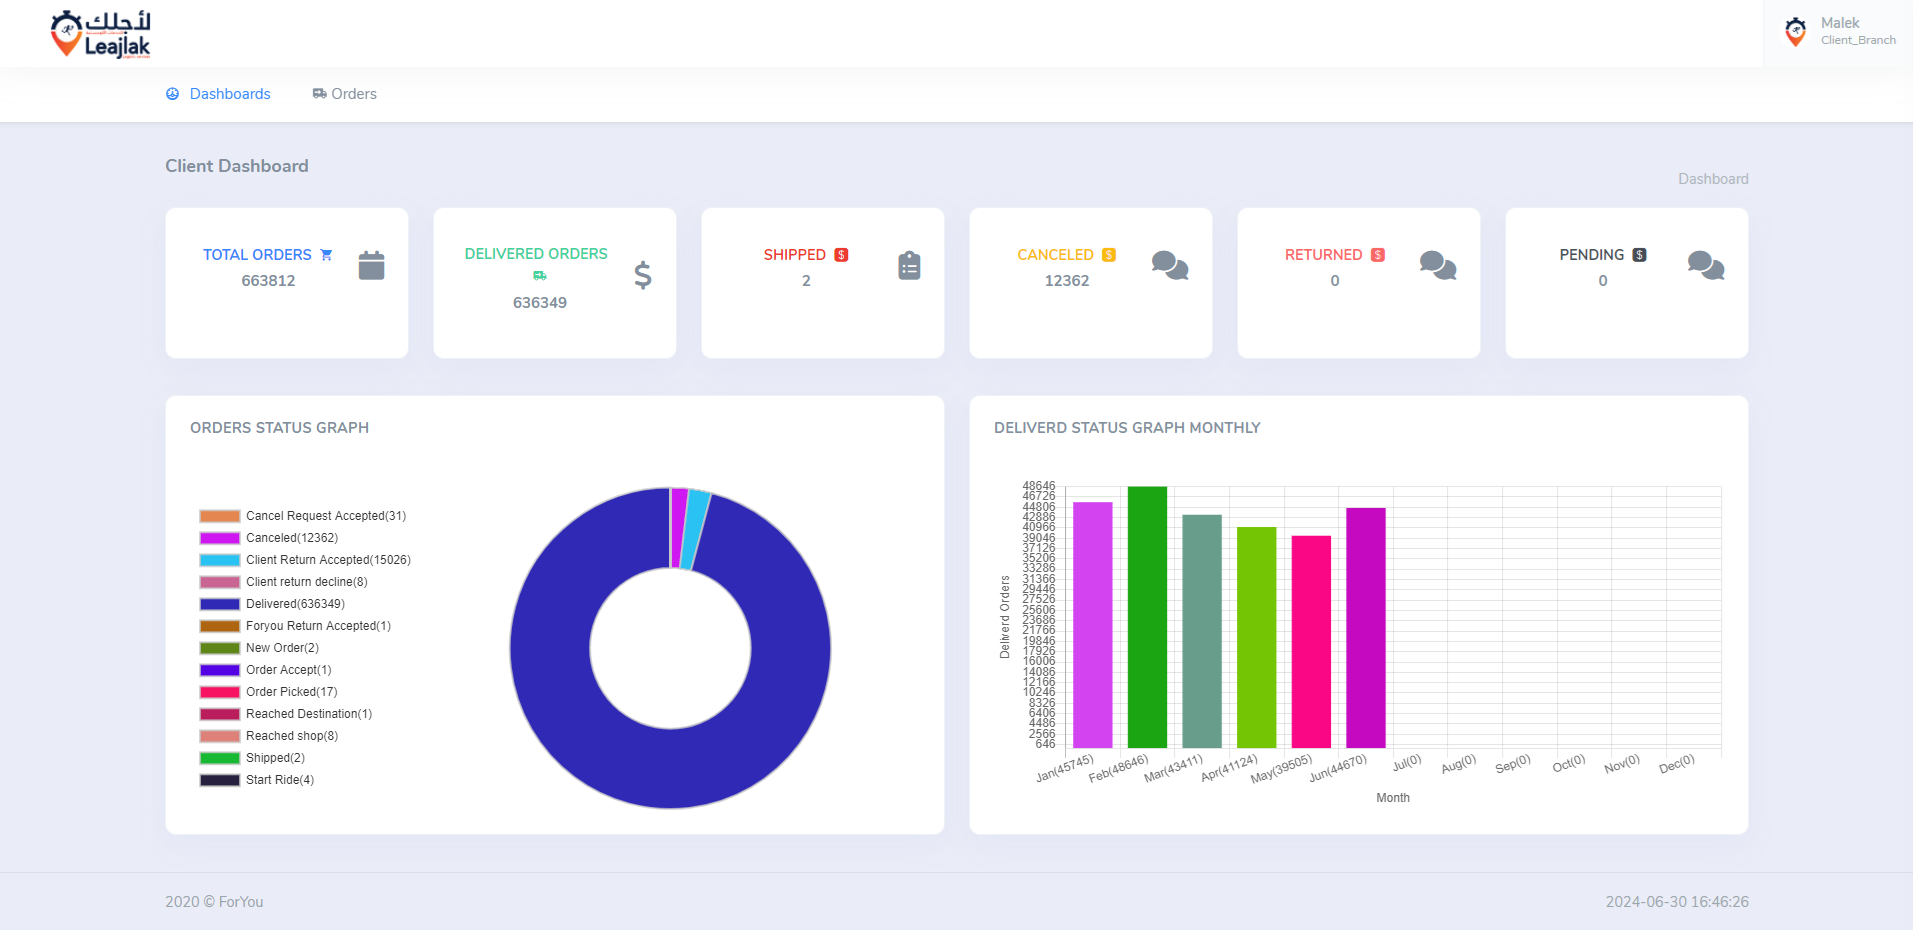 لأجلك
Leajlak
Malek
Client_Branch
Dashboards
Orders
Client Dashboard
Dashboard
TOTAL ORDERS
663812
DELIVERED ORDERS
636349
SHIPPED
2
CANCELED
12362
RETURNED
0
PENDING
0
ORDERS STATUS GRAPH
Cancel Request Accepted(31)
Canceled(12362)
Client Return Accepted(15026)
Client return decline(8)
Delivered(636349)
Foryou Return Accepted(1)
New Order(2)
Order Accept(1)
Order Picked(17)
Reached Destination(1)
Reached shop(8)
Shipped(2)
Start Ride(4)
DELIVERD STATUS GRAPH MONTHLY
Deliverd Orders
48646
46726
44806
42886
40966
39046
37126
35206
33286
31366
29446
27526
25606
23686
21766
19846
17926
16006
14086
12166
10246
8326
6406
4486
2566
646
Jan(45745)
Feb(48646)
Mar(43411)
Apr(41124)
May(39505)
Jun(44670)
Jul(0)
Aug(0)
Sep(0)
Oct(0)
Nov(0)
Dec(0)
Month
2020 © ForYou
2024-06-30 16:46:26